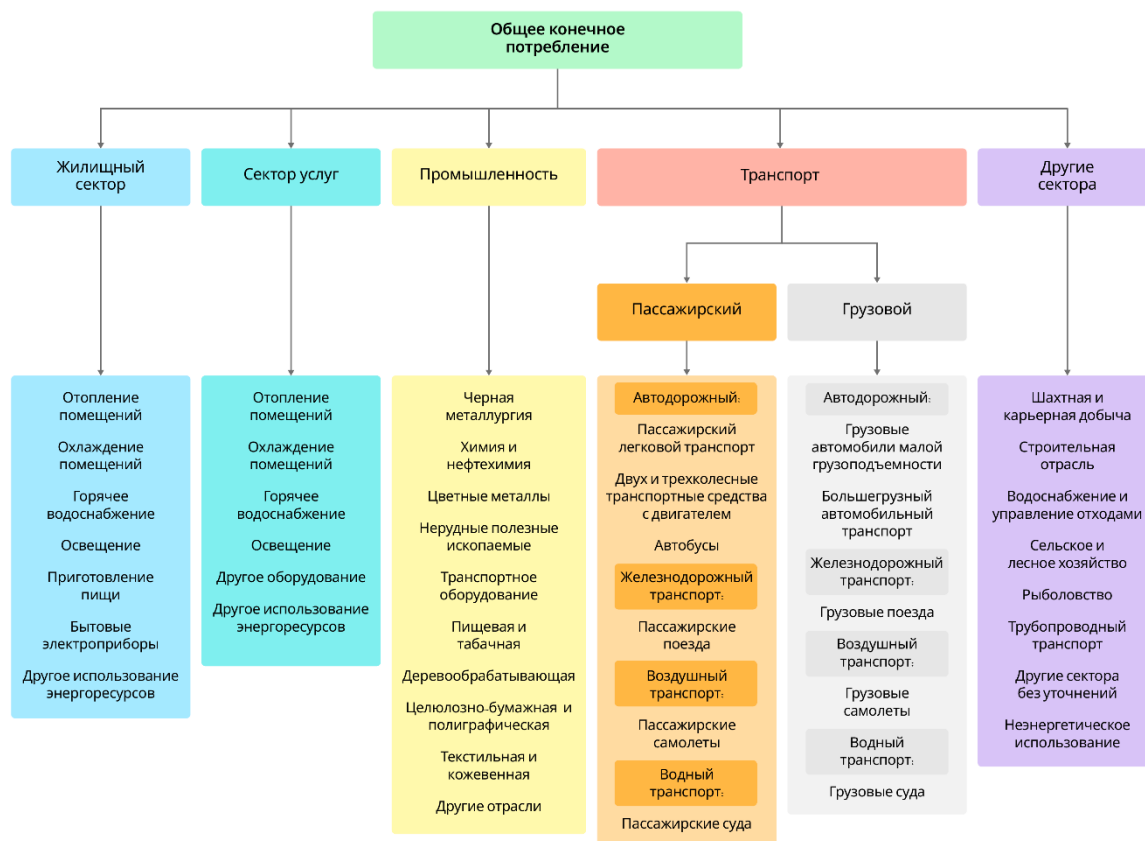 Общее конечное
потребление
Жилищный
сектор
Сектор услуг
Промышленность
Транспорт
Другие
сектора
Пассажирский
Грузовой
Отопление
помещений
Охлаждение
помещений
Горячее
водоснабжение
Освещение
Приготовление
пищи
Бытовые
электроприборы
Другое использование
энергоресурсов
Отопление
помещений
Охлаждение
помещений
Горячее
водоснабжение
Освещение
Другое оборудование
Другое использование
энергоресурсов
Черная
металлургия
Химия и
нефтехимия
Цветные металлы
Нерудные полезные
ископаемые
Транспортное
оборудование
Пищевая и
табачная
Деревообрабатывающая
Целюлозно-бумажная и
полиграфическая
Текстильная и
кожевенная
Другие отрасли
Автодорожный:
Пассажирский
легковой транспорт
Двух и трехколесные
транспортные средства
с двигателем
Автобусы
Железнодорожный
транспорт:
Пассажирские
поезда
Воздушный
транспорт:
Пассажирские
самолеты
Водный
транспорт:
Пассажирские суда
Автодорожный:
Грузовые
автомобили малой
грузоподъемности
Большегрузный
автомобильный
транспорт
Железнодорожный
транспорт:
Грузовые поезда
Воздушный
транспорт:
Грузовые
самолеты
Водный
транспорт:
Грузовые суда
Шахтная и
карьерная добыча
Строительная
отрасль
Водоснабжение и
управление отходами
Сельское и
лесное хозяйство
Рыболовство
Трубопроводный
транспорт
Другие сектора
без уточнений
Неэнергетическое
использование